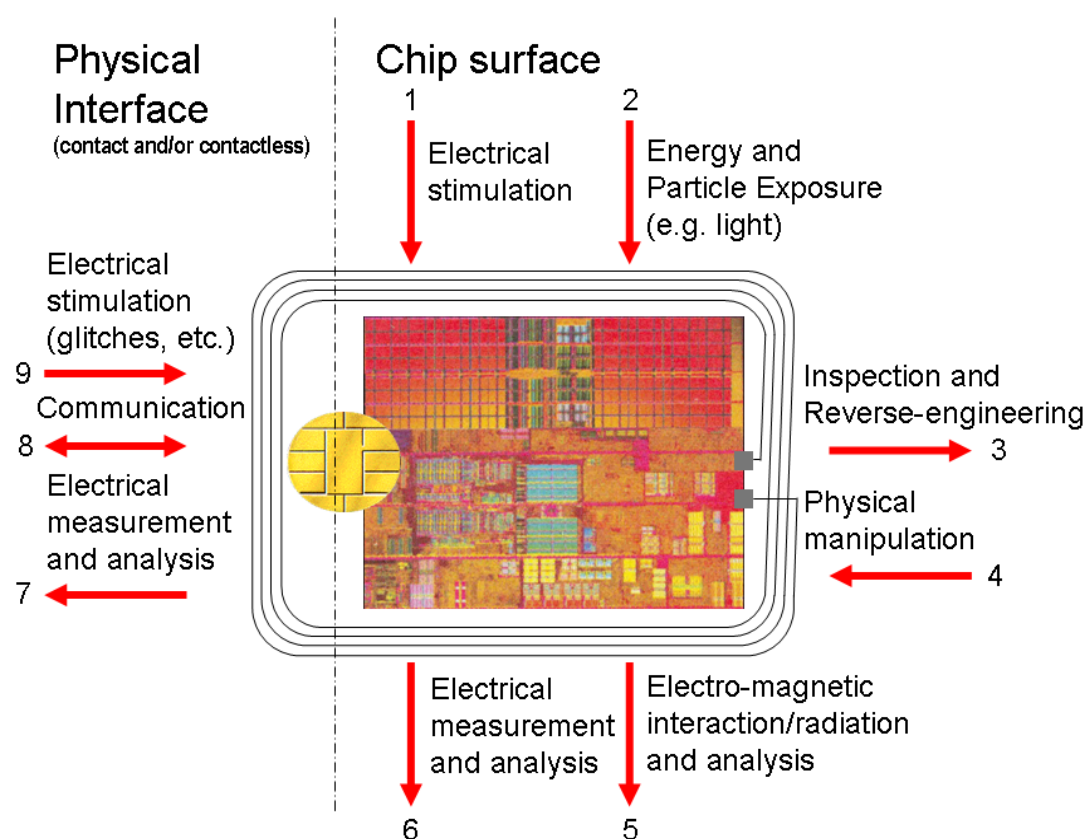 Physical
Interface
(contact and/or contactless)
Chip surface
1
Electrical
stimulation
2
Energy and
Particle Exposure
(e.g. light)
Electrical
stimulation
(glitches, etc.)
9
Communication
8
Electrical
measurement
and analysis
7
Inspection and
Reverse-engineering
3
Physical
manipulation
4
Electrical
measurement
and analysis
6
Electro-magnetic
interaction/radiation
and analysis
5